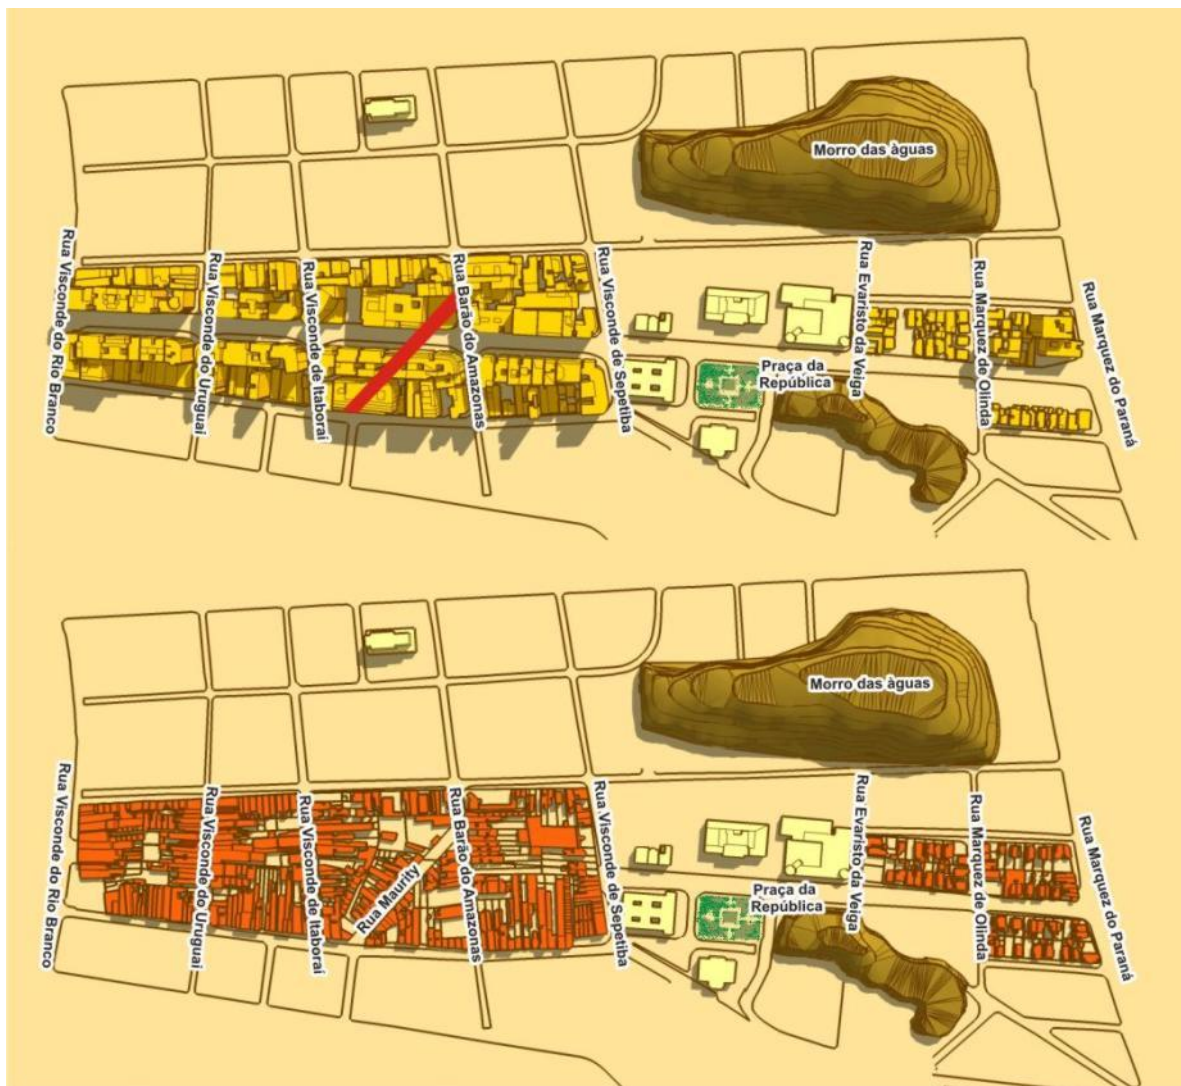 Morro das àguas
Rua Visconde do Rio Branco
Rua Visconde do Uruguai
Rua Visconde de Itaboraí
Rua Barão do Amazonas
Rua Visconde de Sepetiba
Rua Evaristo da Veiga
Rua Marquez de Olinda
Rua Marquez do Paraná
Praça da
República
Morro das àguas
Rua Visconde do Rio Branco
Rua Visconde do Uruguai
Rua Visconde de Itaboraí
Rua Maurity
Rua Barão do Amazonas
Rua Visconde de Sepetiba
Rua Evaristo da Veiga
Rua Marquez de Olinda
Rua Marquez do Paraná
Praça da
República